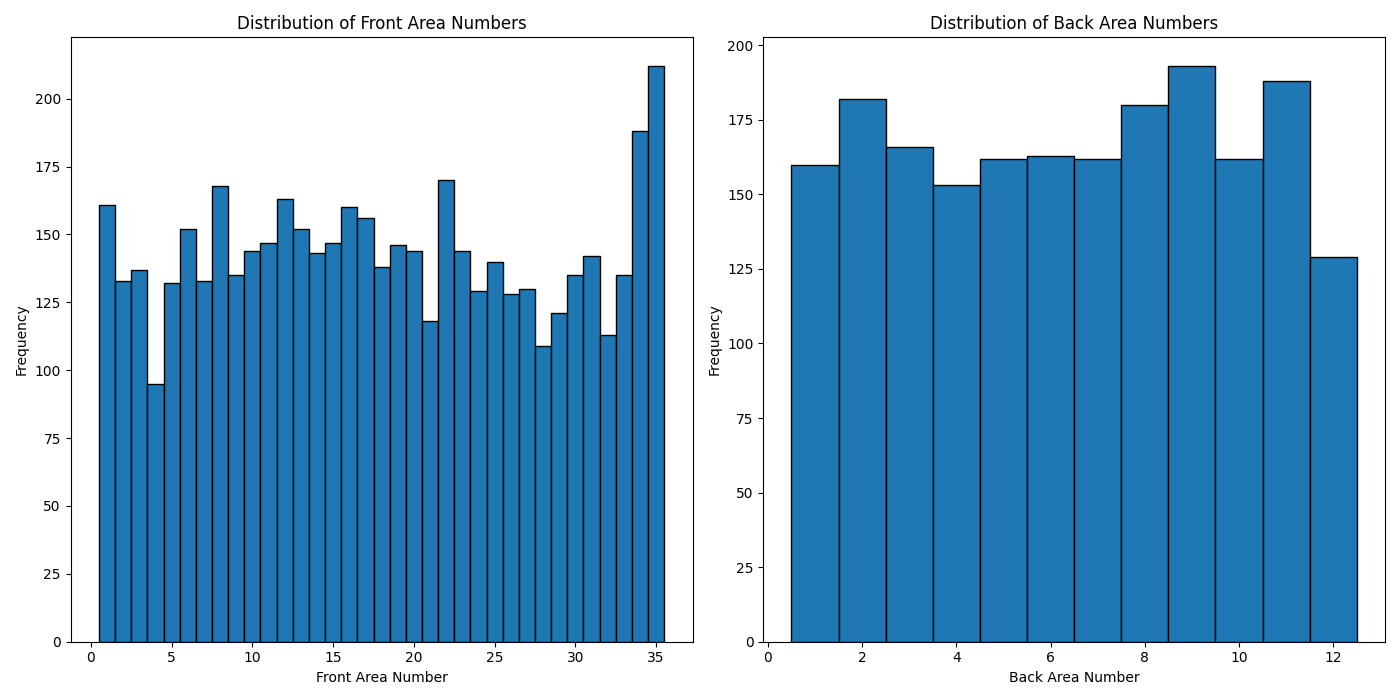 Distribution of Front Area Numbers
200
175
150
125
100
75
50
25
0
Frequency
0 5 10 15 20 25 30 35
Front Area Number
Distribution of Back Area Numbers
200
175
150
125
100
75
50
25
0
Frequency
0 2 4 6 8 10 12
Back Area Number